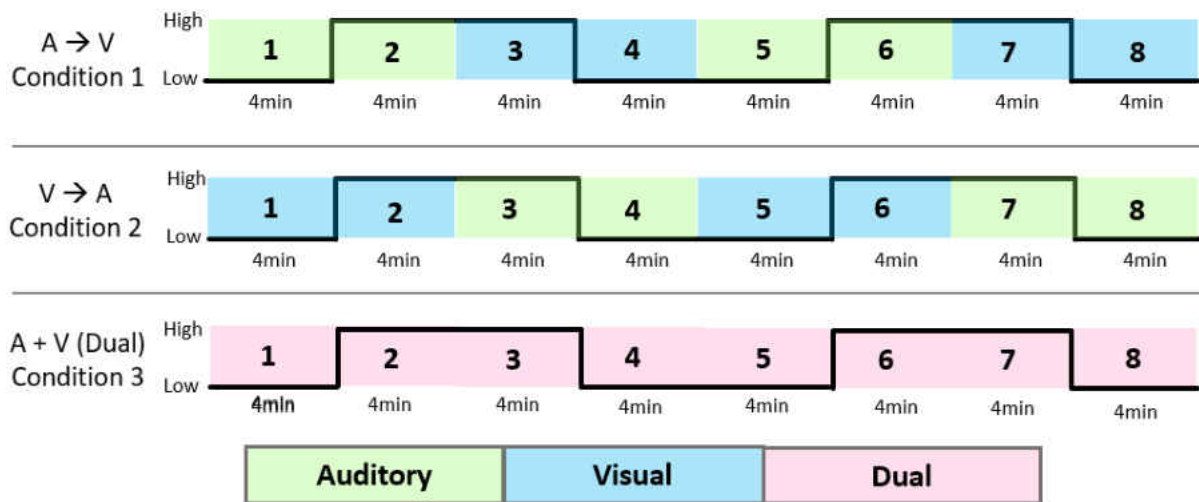 A → V
Condition 1
High
Low
1 2 3 4 5 6 7 8
4min 4min 4min 4min 4min 4min 4min 4min
V → A
Condition 2
High
Low
1 2 3 4 5 6 7 8
4min 4min 4min 4min 4min 4min 4min 4min
A + V (Dual)
Condition 3
High
Low
1 2 3 4 5 6 7 8
4min 4min 4min 4min 4min 4min 4min 4min
Auditory Visual Dual